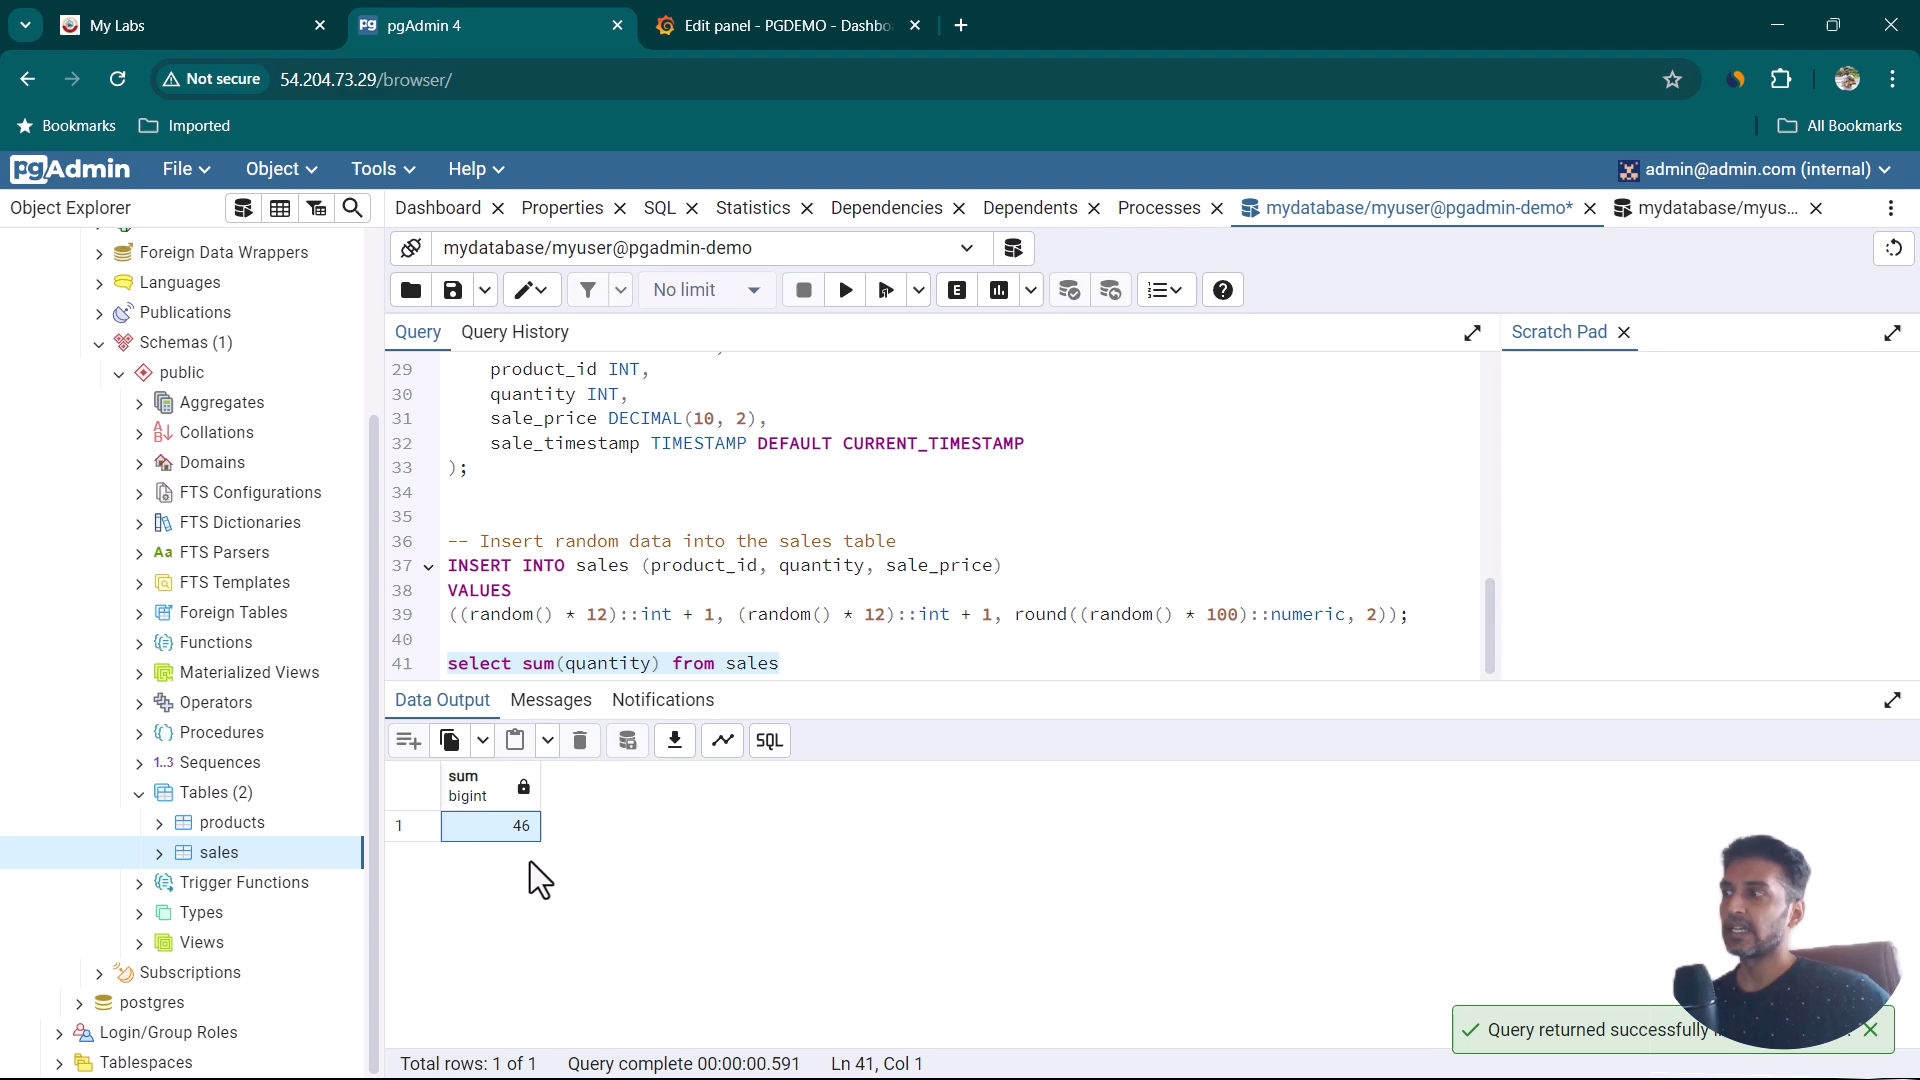 My Labs
pgAdmin 4
Edit panel - PGDEMO - Dashbo
Not secure
54.204.73.29/browser/
Bookmarks
Imported
All Bookmarks
pgAdmin
File
Object
Tools
Help
admin@admin.com (internal)
Object Explorer
Dashboard
Properties
SQL
Statistics
Dependencies
Dependents
Processes
mydatabase/myuser@pgadmin-demo*
mydatabase/myus...
mydatabase/myuser@pgadmin-demo
No limit
E
Query
Query History
Scratch Pad
Foreign Data Wrappers
Languages
Publications
Schemas (1)
public
Aggregates
Collations
Domains
FTS Configurations
FTS Dictionaries
Aa FTS Parsers
FTS Templates
Foreign Tables
Functions
Materialized Views
Operators
Procedures
1..3 Sequences
Tables (2)
products
sales
Trigger Functions
Types
Views
Subscriptions
postgres
Login/Group Roles
Tablespaces
29 product_id INT,
30 quantity INT,
31 sale_price DECIMAL(10, 2),
32 sale_timestamp TIMESTAMP DEFAULT CURRENT_TIMESTAMP
33 );
34
35
36 -- Insert random data into the sales table
37 INSERT INTO sales (product_id, quantity, sale_price)
38 VALUES
39 ((random() * 12)::int + 1, (random() * 12)::int + 1, round((random() * 100)::numeric, 2));
40
41 select sum(quantity) from sales
Data Output
Messages
Notifications
SQL
sum
bigint
1 46
Query returned successfully
Total rows: 1 of 1
Query complete 00:00:00.591
Ln 41, Col 1